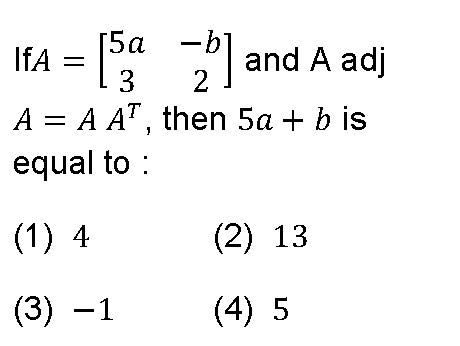 If A = [5a −b
3 2] and A adj
A = A Aᵀ, then 5a + b is
equal to :
(1) 4 (2) 13
(3) −1 (4) 5